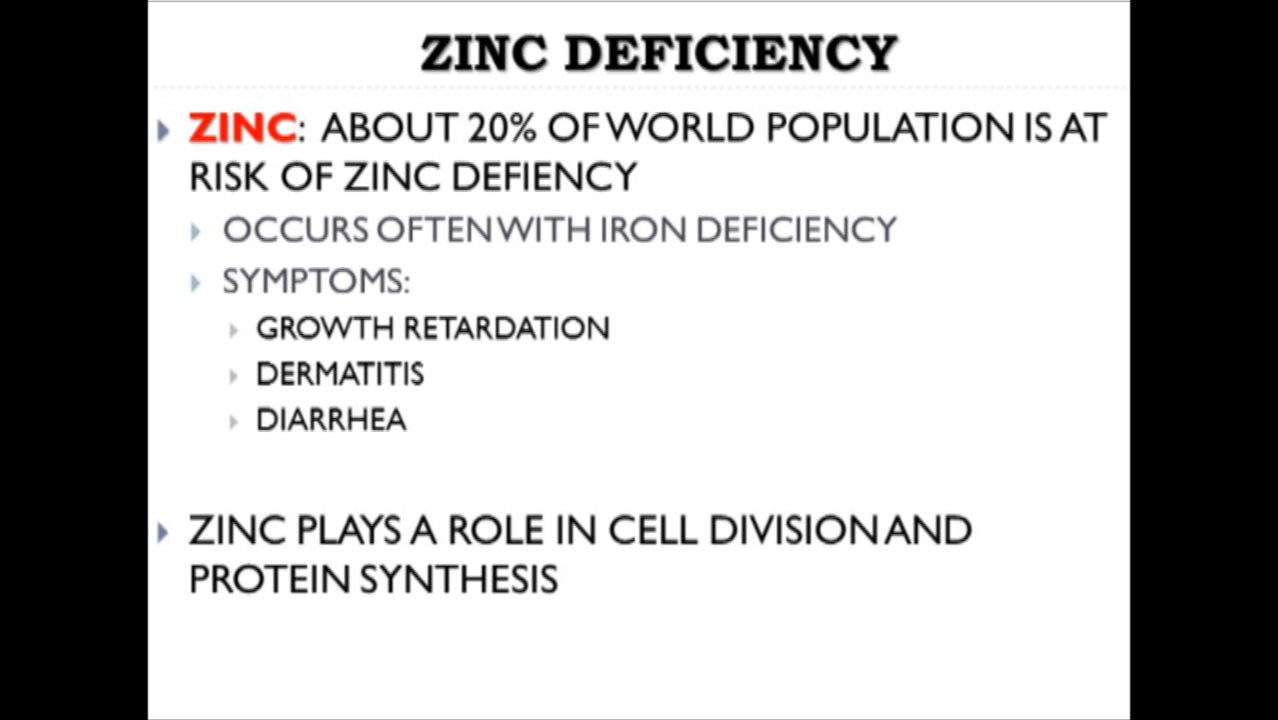 ZINC DEFICIENCY
ZINC: ABOUT 20% OF WORLD POPULATION IS AT
RISK OF ZINC DEFIENCY
OCCURS OFTEN WITH IRON DEFICIENCY
SYMPTOMS:
GROWTH RETARDATION
DERMATITIS
DIARRHEA
ZINC PLAYS A ROLE IN CELL DIVISION AND
PROTEIN SYNTHESIS